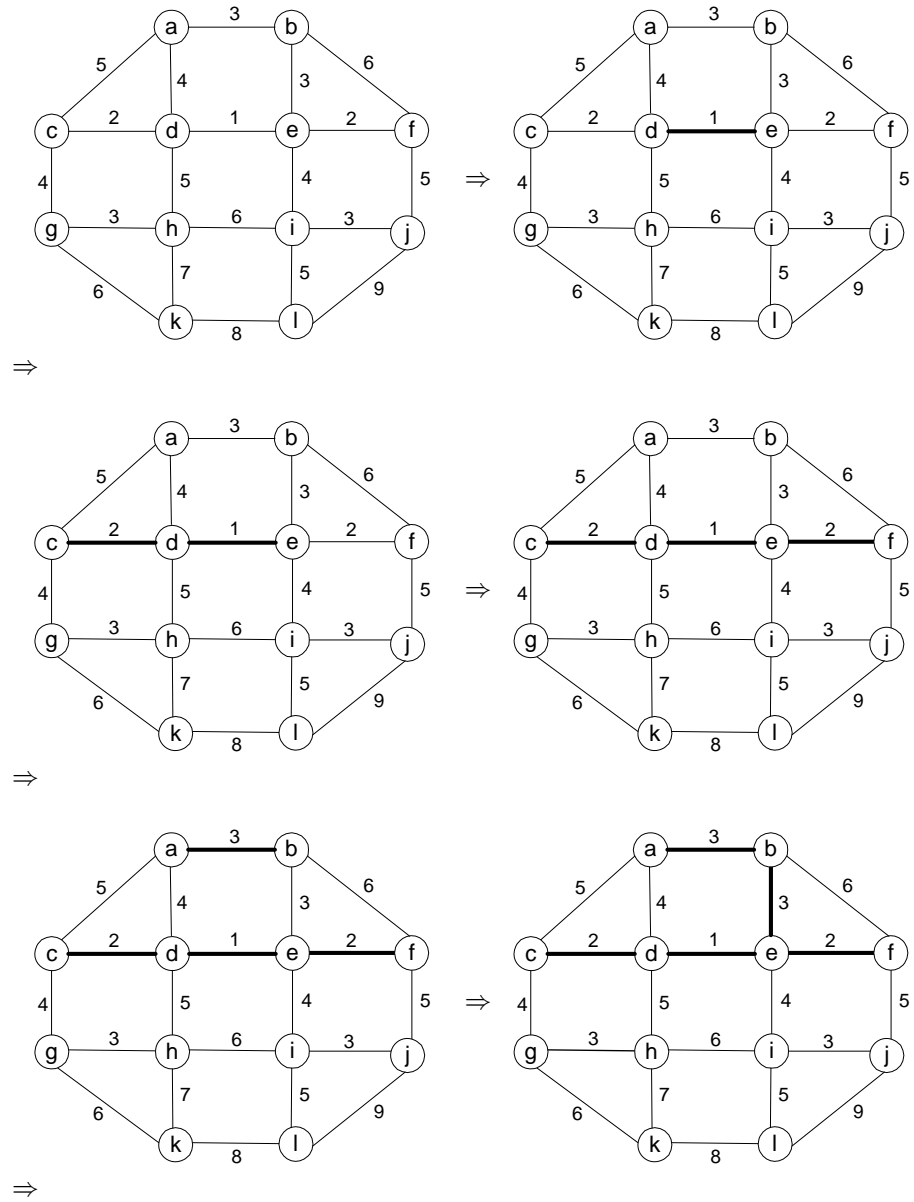 3 3
a b a b
5 6 5 6
4 3 4 3
2 1 2 2 1 2
c d e f c d e f
4 5 4 5 ⇒ 4 5 4 5
3 6 3 3 6 3
g h i j g h i j
7 5 7 5
6 9 6 9
k l k l
8 8
⇒
3 3
a b a b
5 6 5 6
4 3 4 3
2 1 2 2 1 2
c d e f c d e f
4 5 4 5 ⇒ 4 5 4 5
3 6 3 3 6 3
g h i j g h i j
7 5 7 5
6 9 6 9
k l k l
8 8
⇒
3 3
a b a b
5 6 5 6
4 3 4 3
2 1 2 2 1 2
c d e f c d e f
4 5 4 5 ⇒ 4 5 4 5
3 6 3 3 6 3
g h i j g h i j
7 5 7 5
6 9 6 9
k l k l
8 8
⇒